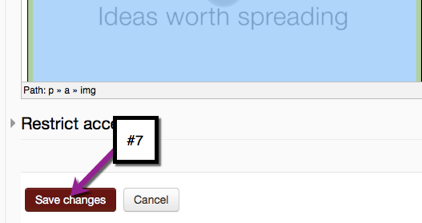 Ideas worth spreading
Path: p » a » img
Restrict acc
#7
Save changes
Cancel